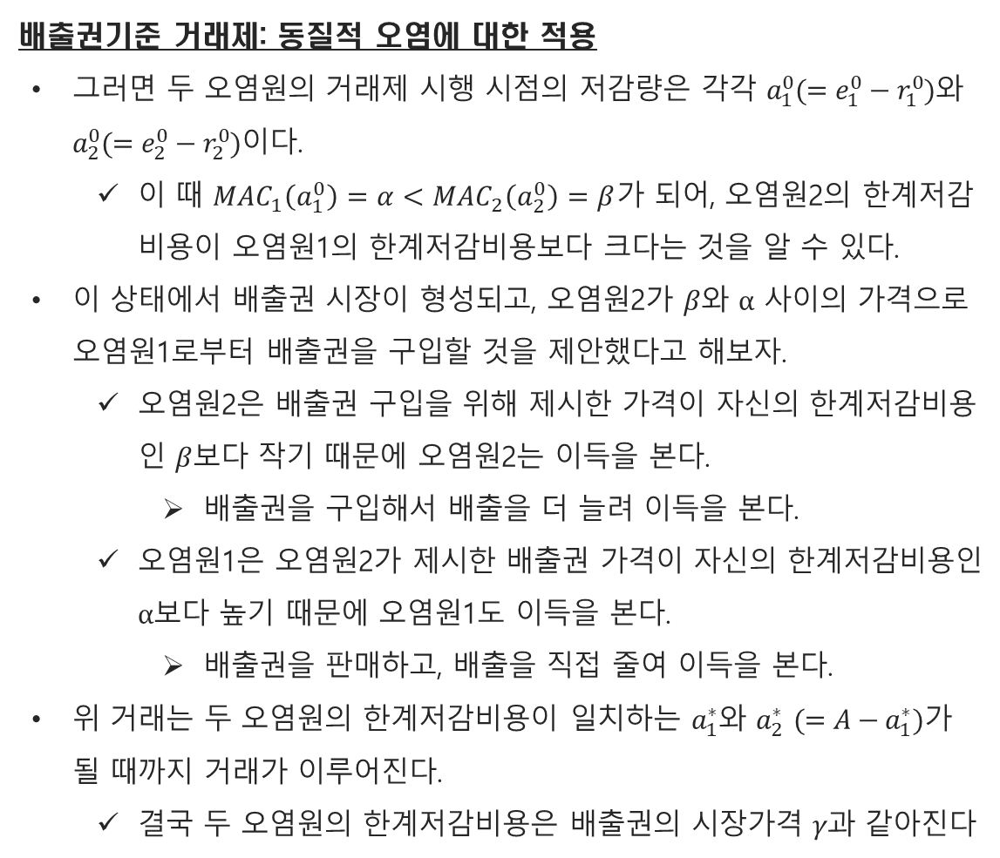 배출권기준 거래제: 동질적 오염에 대한 적용
• 그러면 두 오염원의 거래제 시행 시점의 저감량은 각각 $a_1^0(= e_1^0 - r_1^0)$와
$a_2^0(= e_2^0 - r_2^0)$이다.
✓ 이 때 $MAC_1(a_1^0) = \alpha < MAC_2(a_2^0) = \beta$가 되어, 오염원2의 한계저감
비용이 오염원1의 한계저감비용보다 크다는 것을 알 수 있다.
• 이 상태에서 배출권 시장이 형성되고, 오염원2가 $\beta$와 α 사이의 가격으로
오염원1로부터 배출권을 구입할 것을 제안했다고 해보자.
✓ 오염원2은 배출권 구입을 위해 제시한 가격이 자신의 한계저감비용
인 $\beta$보다 작기 때문에 오염원2는 이득을 본다.
➢ 배출권을 구입해서 배출을 더 늘려 이득을 본다.
✓ 오염원1은 오염원2가 제시한 배출권 가격이 자신의 한계저감비용인
α보다 높기 때문에 오염원1도 이득을 본다.
➢ 배출권을 판매하고, 배출을 직접 줄여 이득을 본다.
• 위 거래는 두 오염원의 한계저감비용이 일치하는 $a_1^*$와 $a_2^*$ $(= A - a_1^*)$가
될 때까지 거래가 이루어진다.
✓ 결국 두 오염원의 한계저감비용은 배출권의 시장가격 $\gamma$과 같아진다